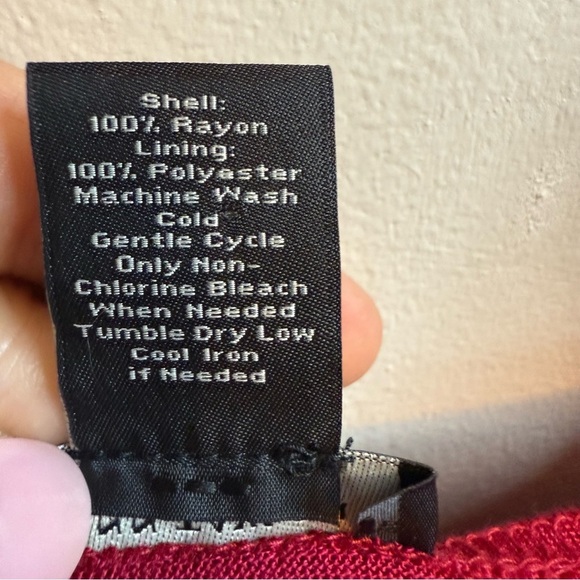 Shell:
100% Rayon
Lining:
100% Polyester
Machine Wash
Cold
Gentle Cycle
Only Non-
Chlorine Bleach
When Needed
Tumble Dry Low
Cool Iron
if Needed